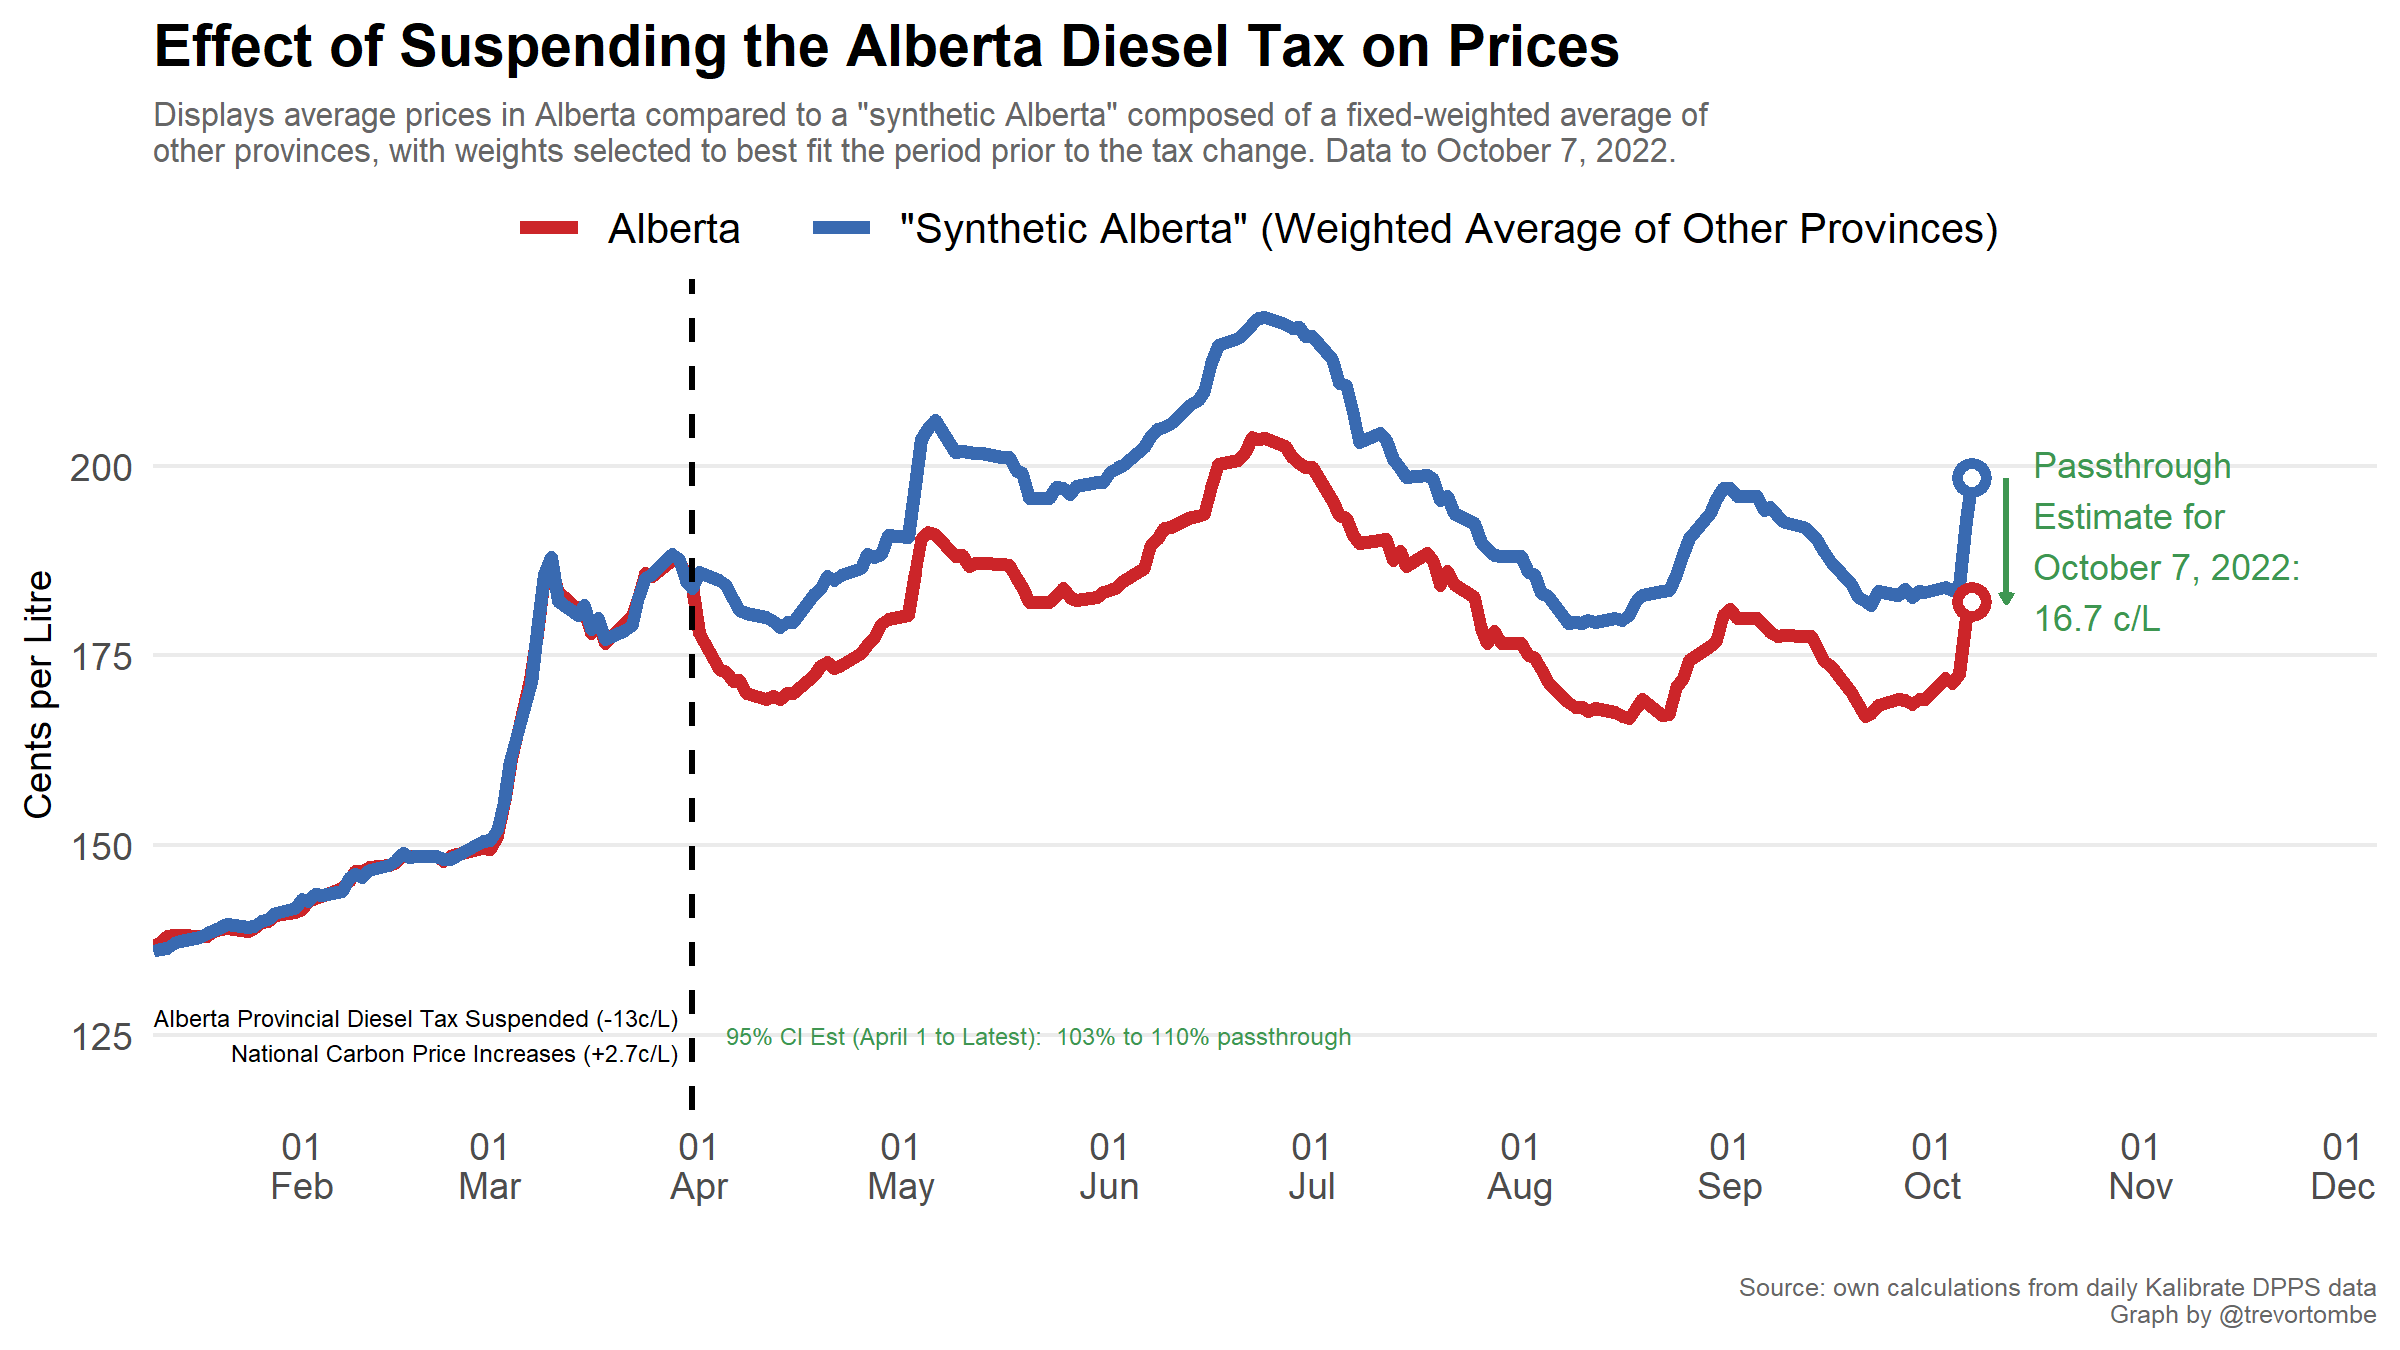 Effect of Suspending the Alberta Diesel Tax on Prices
Displays average prices in Alberta compared to a "synthetic Alberta" composed of a fixed-weighted average of
other provinces, with weights selected to best fit the period prior to the tax change. Data to October 7, 2022.
Alberta
"Synthetic Alberta" (Weighted Average of Other Provinces)
Cents per Litre
200
175
150
125
Passthrough
Estimate for
October 7, 2022:
16.7 c/L
Alberta Provincial Diesel Tax Suspended (-13c/L)
National Carbon Price Increases (+2.7c/L)
95% CI Est (April 1 to Latest):  103% to 110% passthrough
01
Feb
01
Mar
01
Apr
01
May
01
Jun
01
Jul
01
Aug
01
Sep
01
Oct
01
Nov
01
Dec
Source: own calculations from daily Kalibrate DPPS data
Graph by @trevortombe